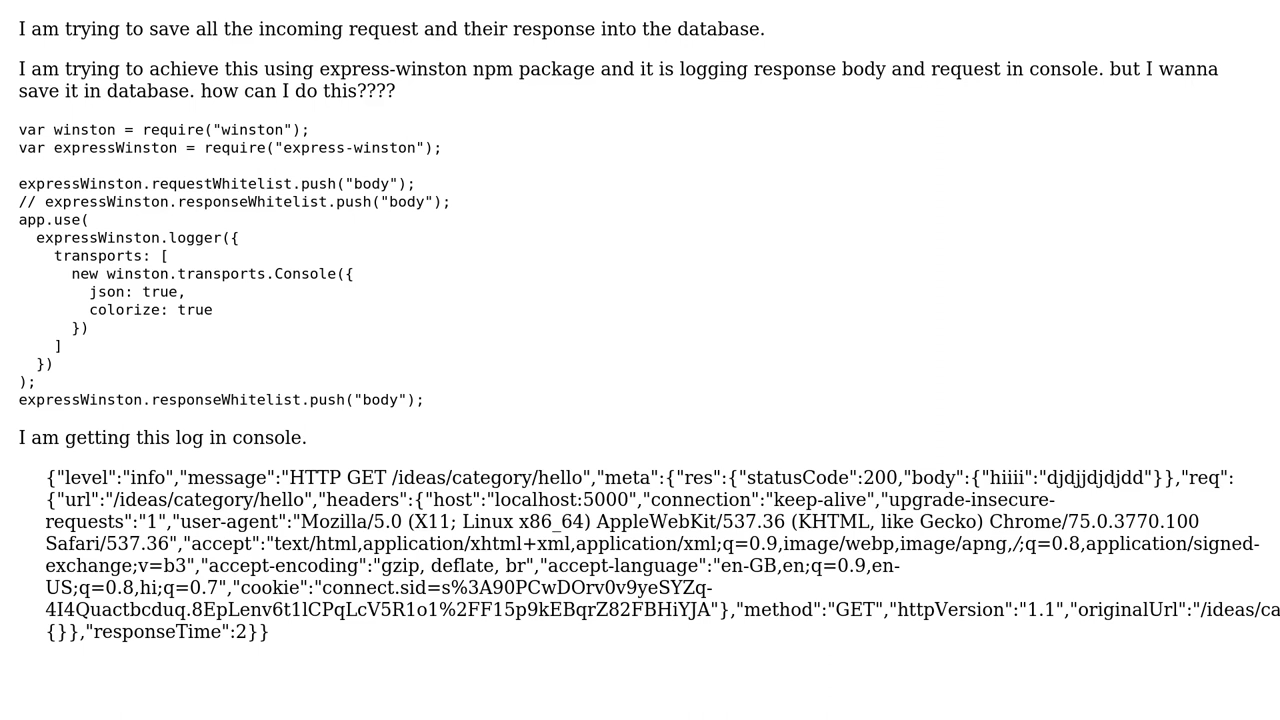 I am trying to save all the incoming request and their response into the database.
I am trying to achieve this using express-winston npm package and it is logging response body and request in console. but I wanna
save it in database. how can I do this????
var winston = require("winston");
var expressWinston = require("express-winston");
expressWinston.requestWhitelist.push("body");
// expressWinston.responseWhitelist.push("body");
app.use(
  expressWinston.logger({
    transports: [
      new winston.transports.Console({
        json: true,
        colorize: true
      })
    ]
  })
);
expressWinston.responseWhitelist.push("body");
I am getting this log in console.
{"level":"info","message":"HTTP GET /ideas/category/hello","meta":{"res":{"statusCode":200,"body":{"hiiii":"djdjjdjdjdd"}},"req":
{"url":"/ideas/category/hello","headers":{"host":"localhost:5000","connection":"keep-alive","upgrade-insecure-
requests":"1","user-agent":"Mozilla/5.0 (X11; Linux x86_64) AppleWebKit/537.36 (KHTML, like Gecko) Chrome/75.0.3770.100
Safari/537.36","accept":"text/html,application/xhtml+xml,application/xml;q=0.9,image/webp,image/apng,/;q=0.8,application/signed-
exchange;v=b3","accept-encoding":"gzip, deflate, br","accept-language":"en-GB,en;q=0.9,en-
US;q=0.8,hi;q=0.7","cookie":"connect.sid=s%3A90PCwDOrv0v9yeSYZq-
4I4Quactbcduq.8EpLenv6t1lCPqLcV5R1o1%2FF15p9kEBqrZ82FBHiYJA"},"method":"GET","httpVersion":"1.1","originalUrl":"/ideas/ca
{}},"responseTime":2}}